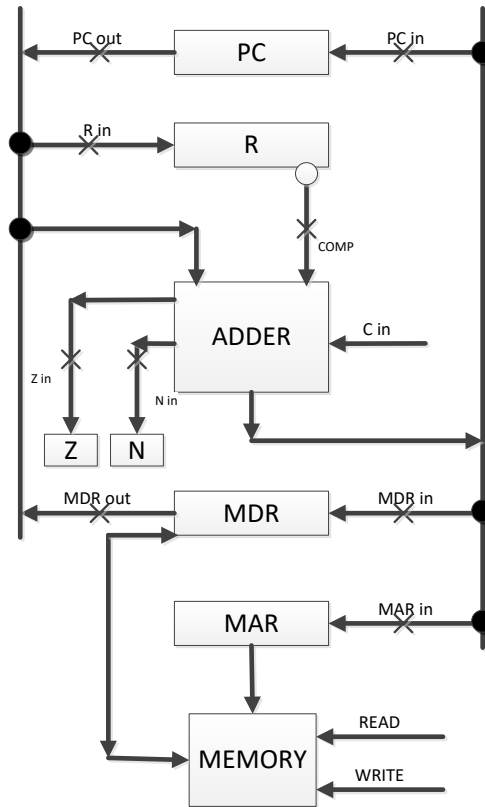 PC out
PC
PC in
R in
R
COMP
ADDER
C in
Z in
N in
Z
N
MDR out
MDR
MDR in
MAR
MAR in
READ
MEMORY
WRITE